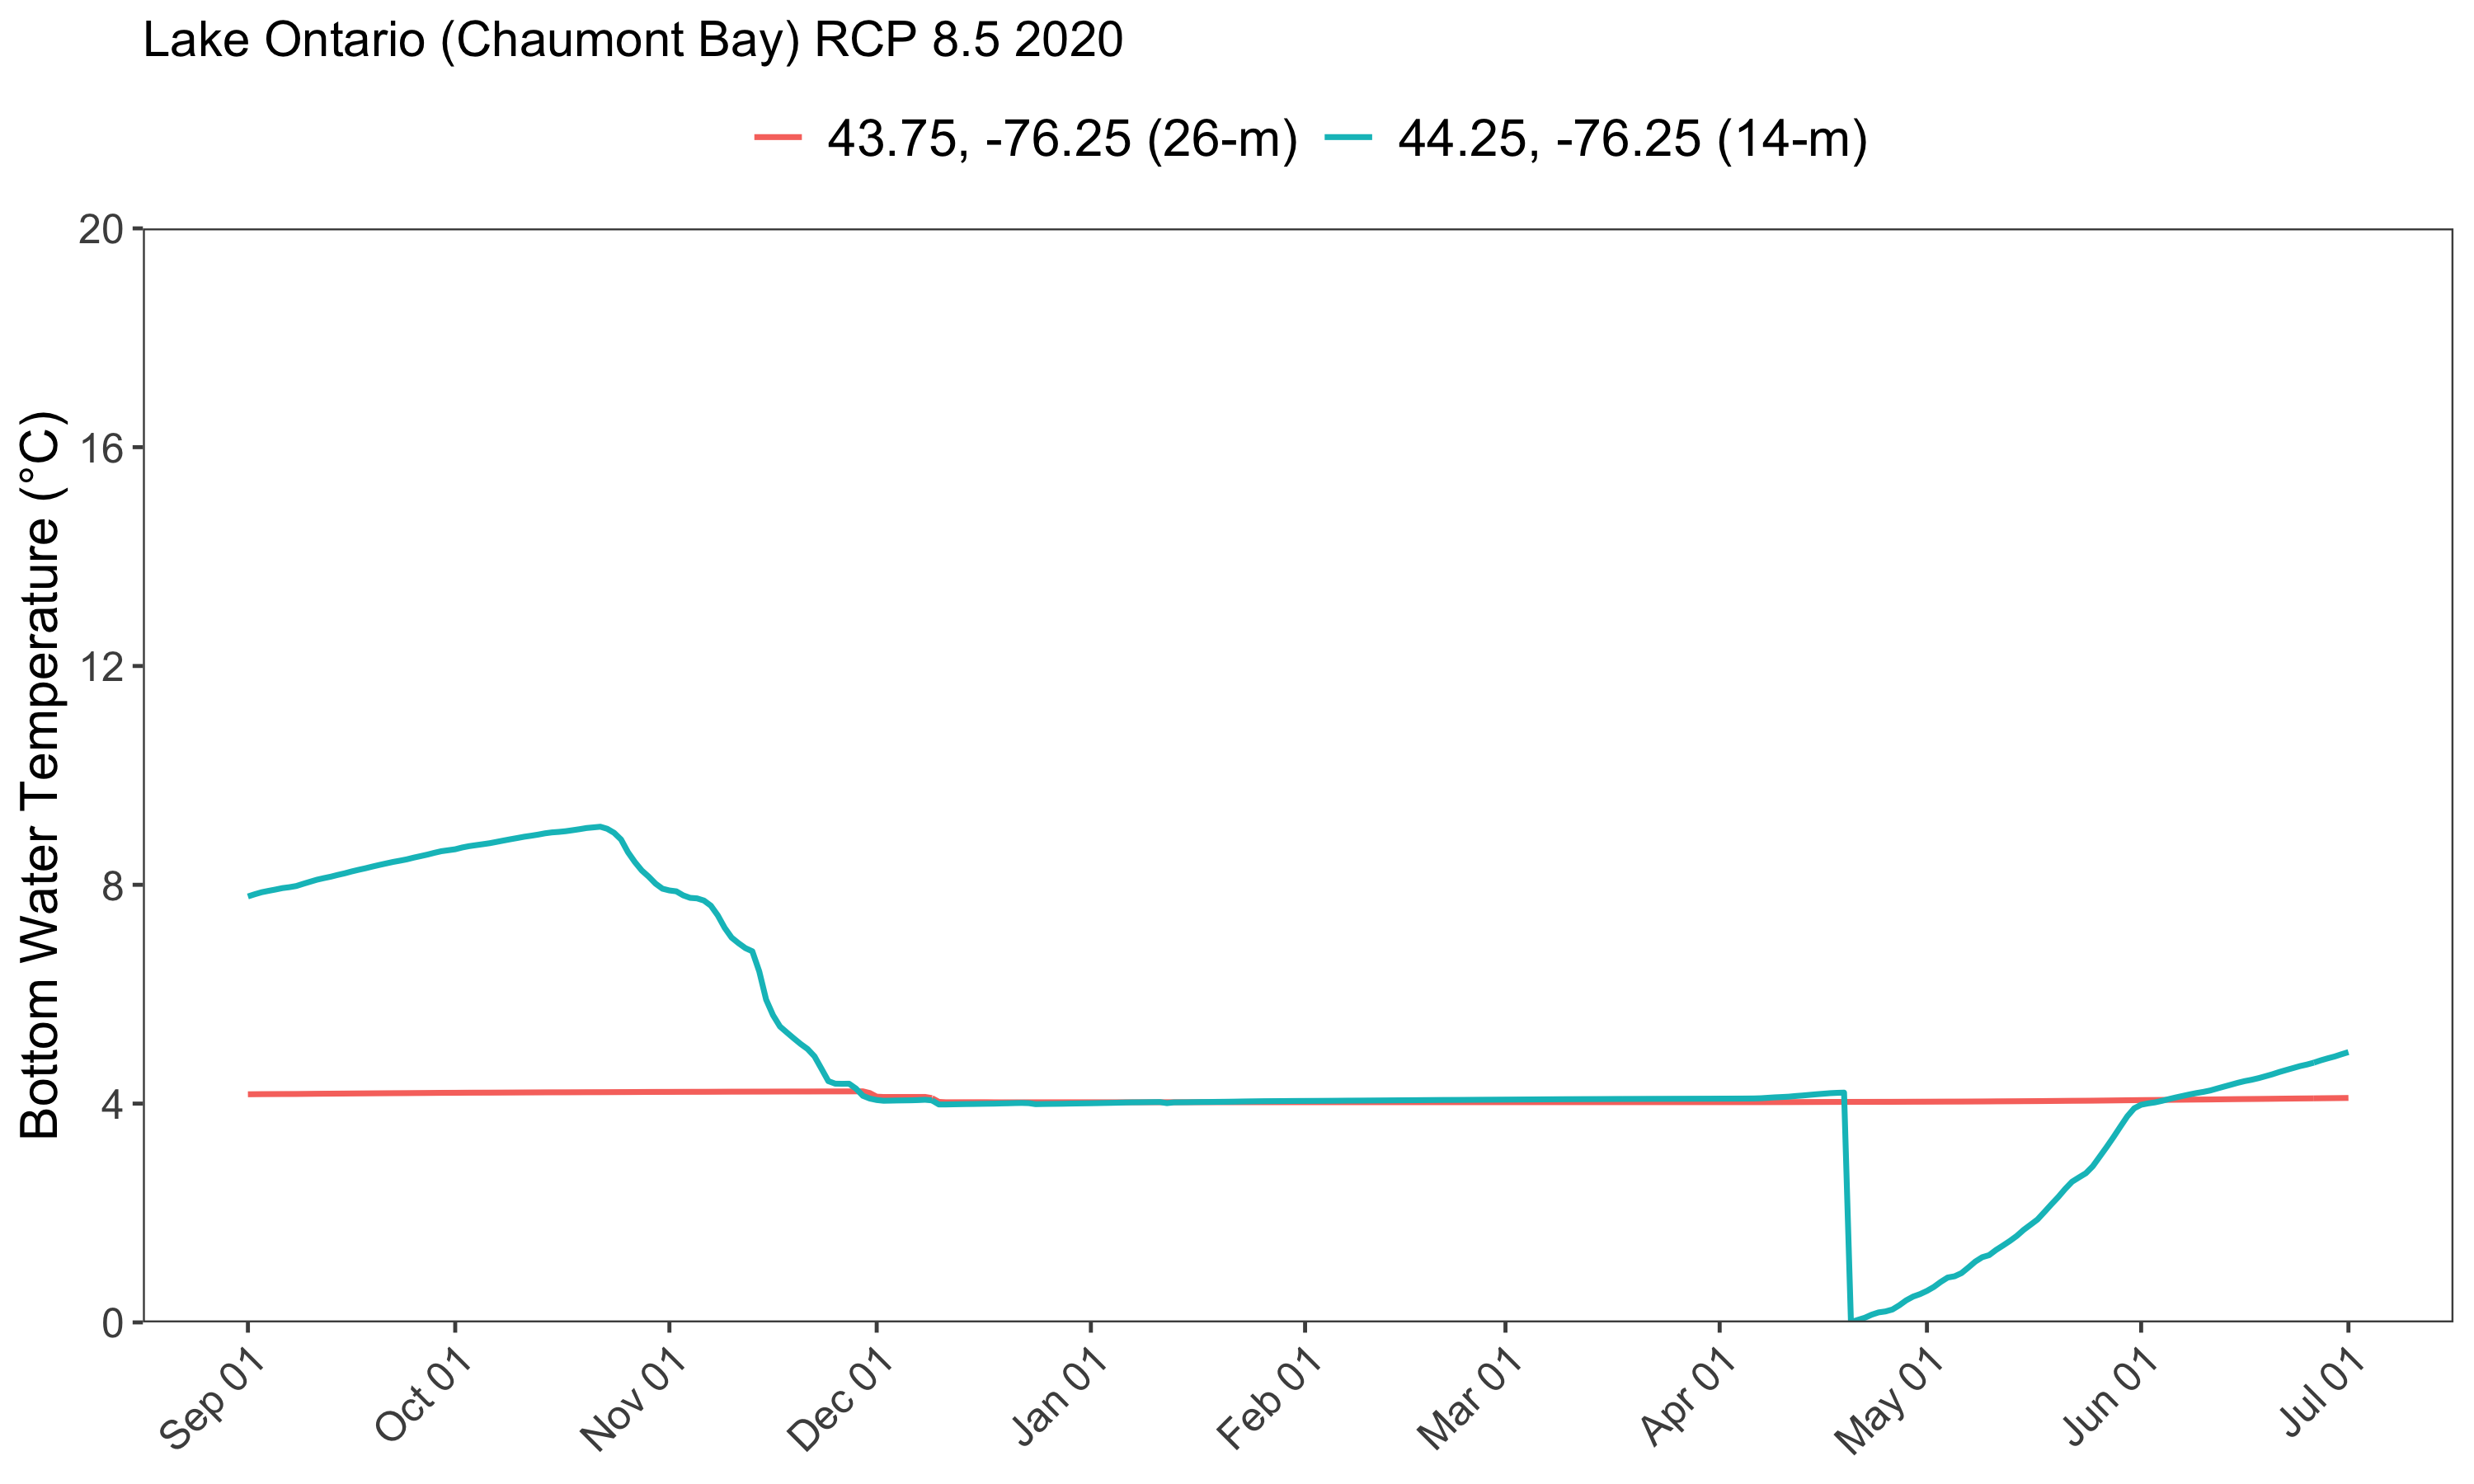 Lake Ontario (Chaumont Bay) RCP 8.5 2020
43.75, -76.25 (26-m) 44.25, -76.25 (14-m)
Bottom Water Temperature (°C)
20
16
12
8
4
0
Sep 01 Oct 01 Nov 01 Dec 01 Jan 01 Feb 01 Mar 01 Apr 01 May 01 Jun 01 Jul 01